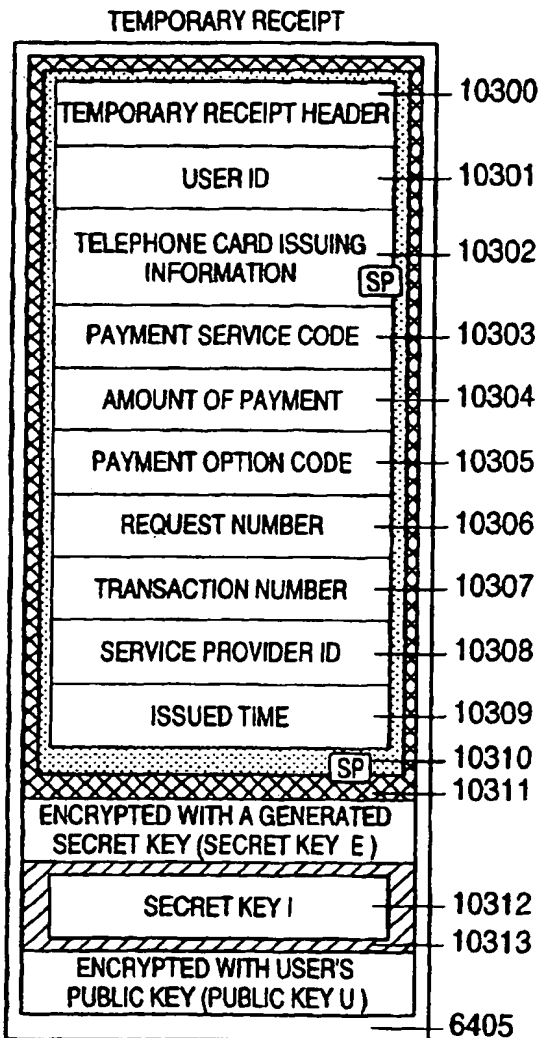 TEMPORARY RECEIPT
TEMPORARY RECEIPT HEADER 10300
USER ID 10301
TELEPHONE CARD ISSUING
INFORMATION 10302
SP
PAYMENT SERVICE CODE 10303
AMOUNT OF PAYMENT 10304
PAYMENT OPTION CODE 10305
REQUEST NUMBER 10306
TRANSACTION NUMBER 10307
SERVICE PROVIDER ID 10308
ISSUED TIME 10309
SP 10310
10311
ENCRYPTED WITH A GENERATED
SECRET KEY (SECRET KEY E)
SECRET KEY I 10312
10313
ENCRYPTED WITH USER'S
PUBLIC KEY (PUBLIC KEY U)
6405